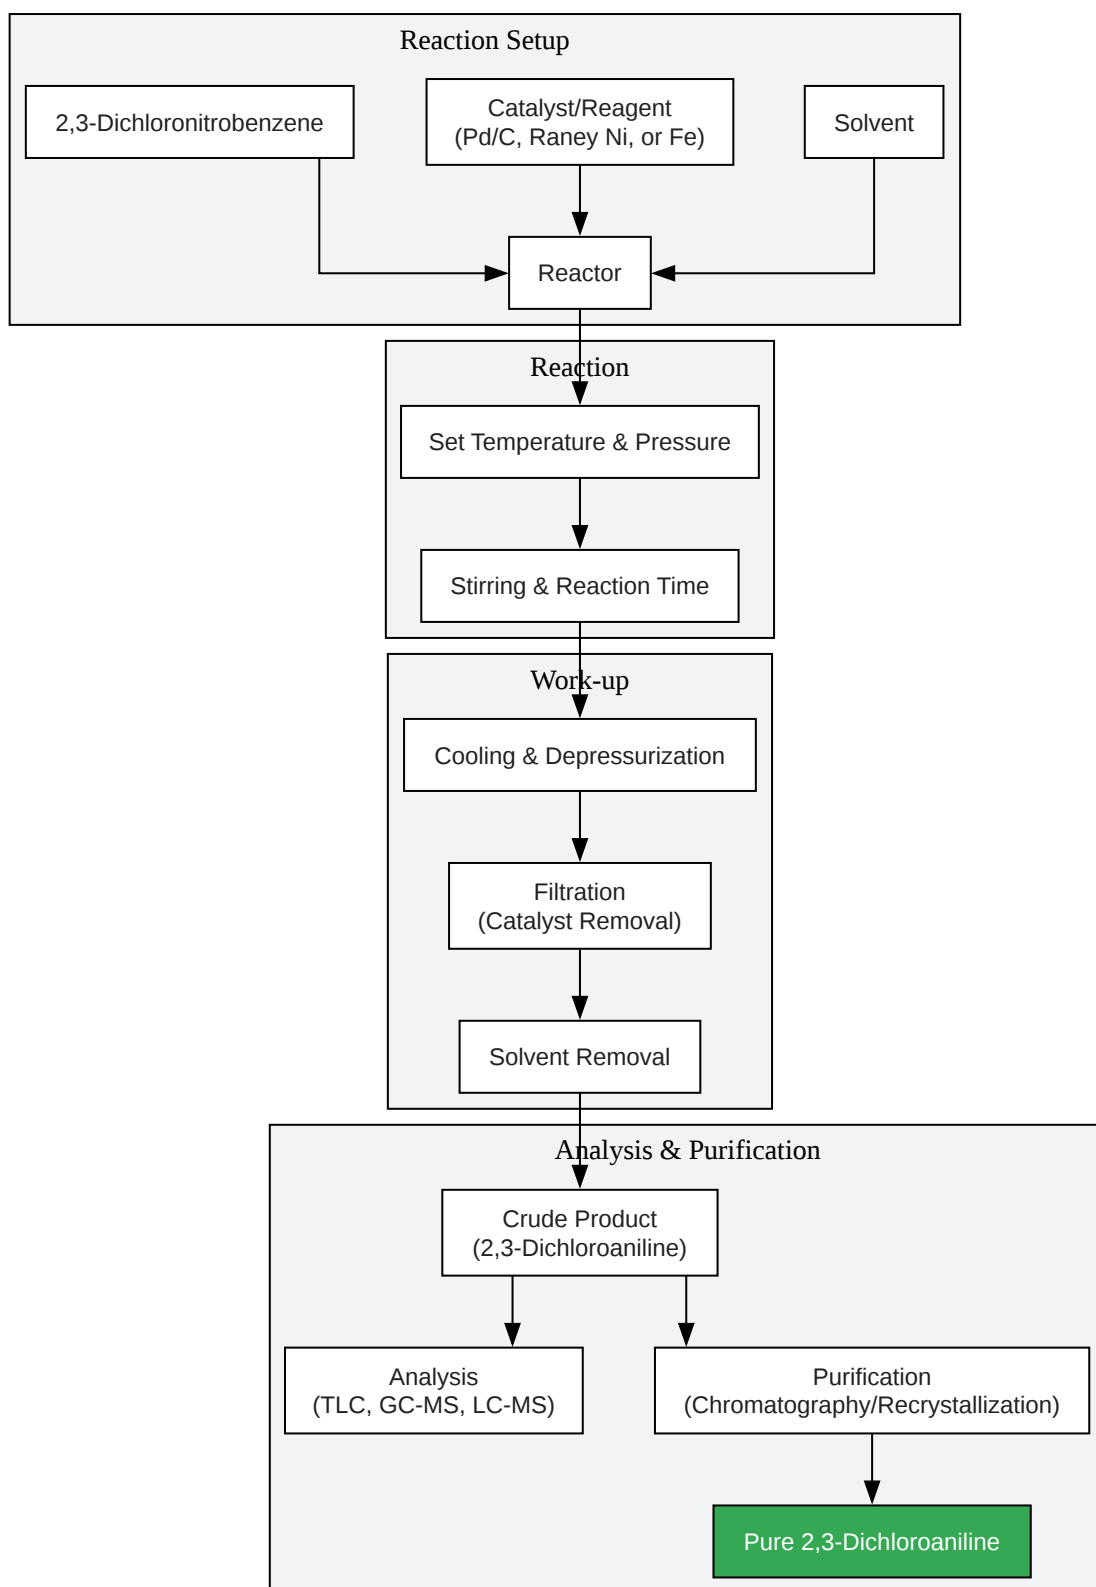 Reaction Setup
2,3-Dichloronitrobenzene
Catalyst/Reagent
(Pd/C, Raney Ni, or Fe)
Solvent
Reactor
Reaction
Set Temperature & Pressure
Stirring & Reaction Time
Work-up
Cooling & Depressurization
Filtration
(Catalyst Removal)
Solvent Removal
Analysis & Purification
Crude Product
(2,3-Dichloroaniline)
Analysis
(TLC, GC-MS, LC-MS)
Purification
(Chromatography/Recrystallization)
Pure 2,3-Dichloroaniline